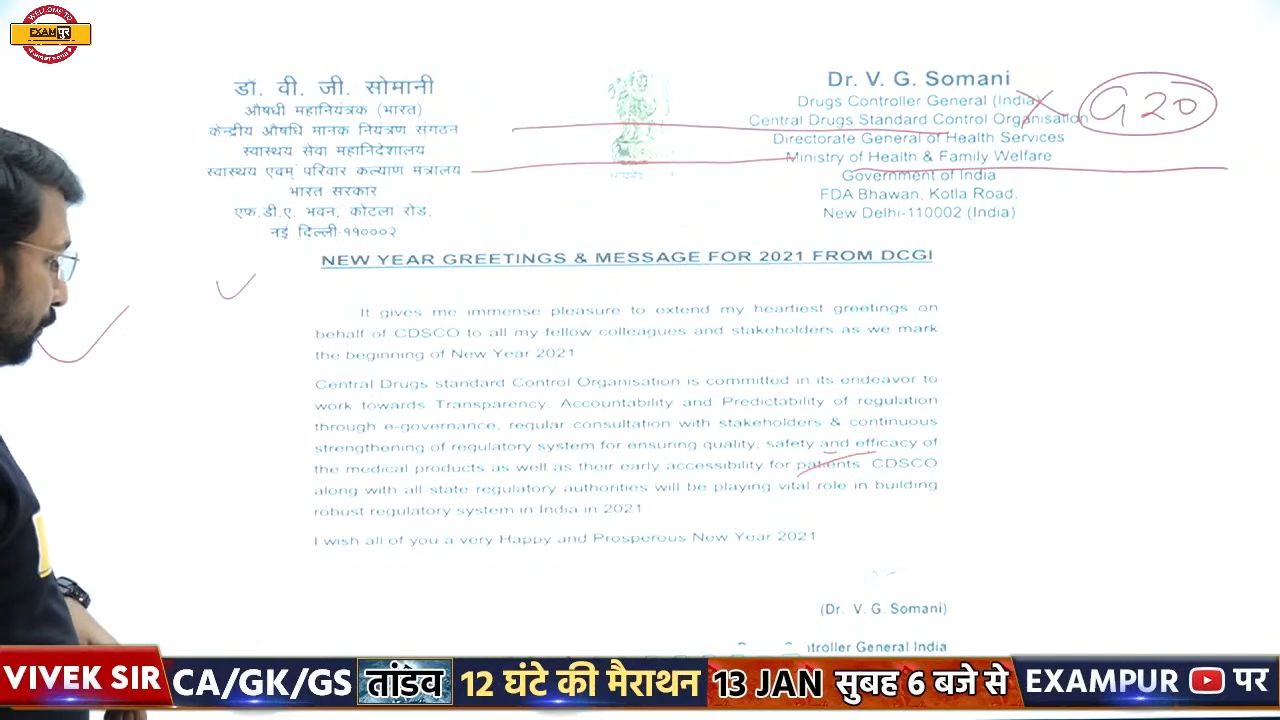 WELCOME TO
EXAMपुर
डॉ. वी. जी. सोमानी
औषधी महानियंत्रक (भारत)
केन्द्रीय औषधि मानक नियंत्रण संगठन
स्वास्थय सेवा महानिदेशालय
स्वास्थय एवम् परिवार कल्याण मंत्रालय
भारत सरकार
एफ.डी.ए. भवन, कोटला रोड,
नई दिल्ली-११०००२
Dr. V. G. Somani
Drugs Controller General (India)
Central Drugs Standard Control Organisation
Directorate General of Health Services
Ministry of Health & Family Welfare
Government of India
FDA Bhawan, Kotla Road,
New Delhi-110002 (India)
G20
NEW YEAR GREETINGS & MESSAGE FOR 2021 FROM DCGI
It gives me immense pleasure to extend my heartiest greetings on
behalf of CDSCO to all my fellow colleagues and stakeholders as we mark
the beginning of New Year 2021
Central Drugs standard Control Organisation is committed in its endeavor to
work towards Transparency, Accountability and Predictability of regulation
through e-governance, regular consultation with stakeholders & continuous
strengthening of regulatory system for ensuring quality, safety and efficacy of
the medical products as well as their early accessibility for patients. CDSCO
along with all state regulatory authorities will be playing vital role in building
robust regulatory system in India in 2021
I wish all of you a very Happy and Prosperous New Year 2021
(Dr. V. G. Somani)
ntroller General India
VIVEK SIR CA/GK/GS तांडव 12 घंटे की मैराथन 13 JAN सुबह 6 बजे से EXAMPUR पर